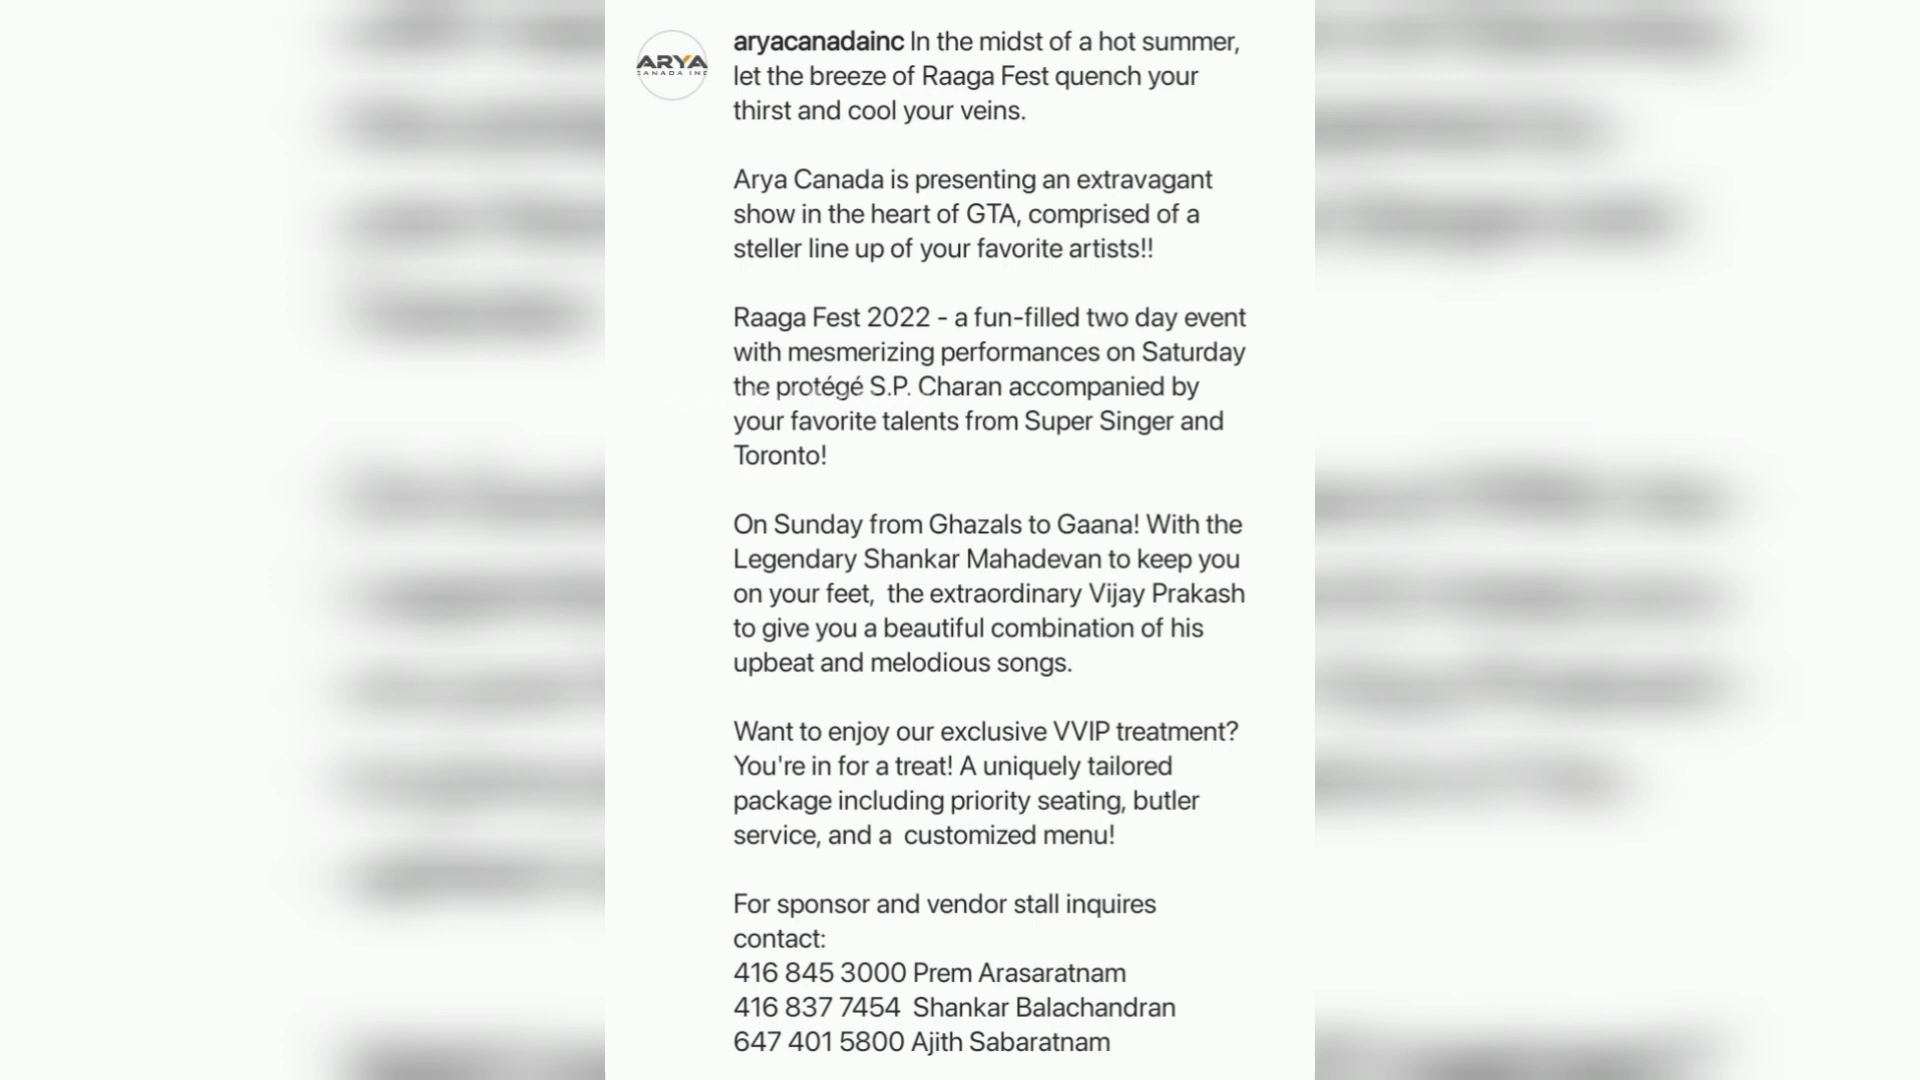 ARYA
CANADA INC
aryacanadainc In the midst of a hot summer,
let the breeze of Raaga Fest quench your
thirst and cool your veins.
Arya Canada is presenting an extravagant
show in the heart of GTA, comprised of a
steller line up of your favorite artists!!
Raaga Fest 2022 - a fun-filled two day event
with mesmerizing performances on Saturday
the protégé S.P. Charan accompanied by
your favorite talents from Super Singer and
Toronto!
On Sunday from Ghazals to Gaana! With the
Legendary Shankar Mahadevan to keep you
on your feet,  the extraordinary Vijay Prakash
to give you a beautiful combination of his
upbeat and melodious songs.
Want to enjoy our exclusive VVIP treatment?
You're in for a treat! A uniquely tailored
package including priority seating, butler
service, and a  customized menu!
For sponsor and vendor stall inquires
contact:
416 845 3000 Prem Arasaratnam
416 837 7454  Shankar Balachandran
647 401 5800 Ajith Sabaratnam